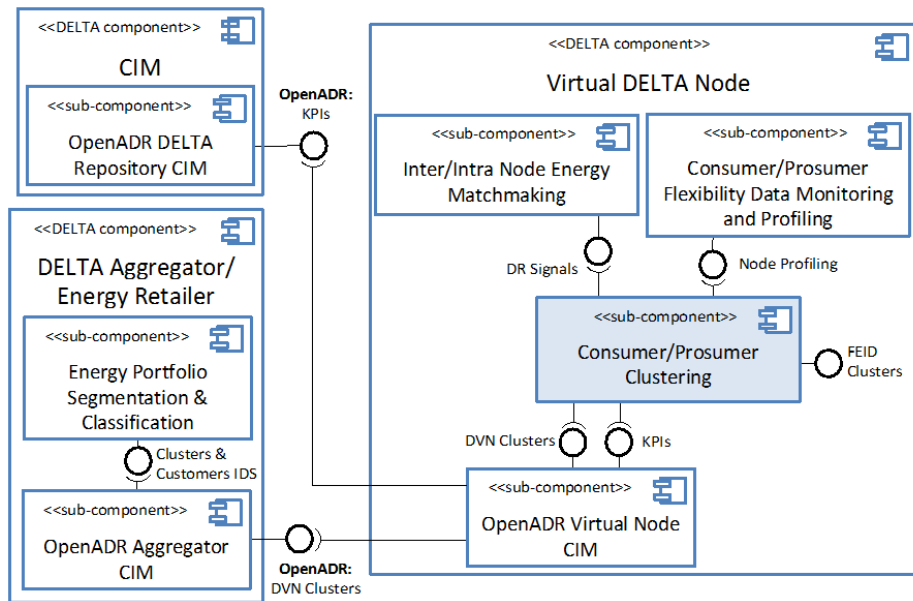 <<DELTA component>>
CIM
<<sub-component>>
OpenADR DELTA
Repository CIM
OpenADR:
KPIs
<<DELTA component>>
DELTA Aggregator/
Energy Retailer
<<sub-component>>
Energy Portfolio
Segmentation &
Classification
Clusters &
Customers IDS
<<sub-component>>
OpenADR Aggregator
CIM
OpenADR:
DVN Clusters
<<DELTA component>>
Virtual DELTA Node
<<sub-component>>
Inter/Intra Node Energy
Matchmaking
<<sub-component>>
Consumer/Prosumer
Flexibility Data Monitoring
and Profiling
DR Signals
Node Profiling
<<sub-component>>
Consumer/Prosumer
Clustering
FEID
Clusters
DVN Clusters
KPIs
<<sub-component>>
OpenADR Virtual Node
CIM